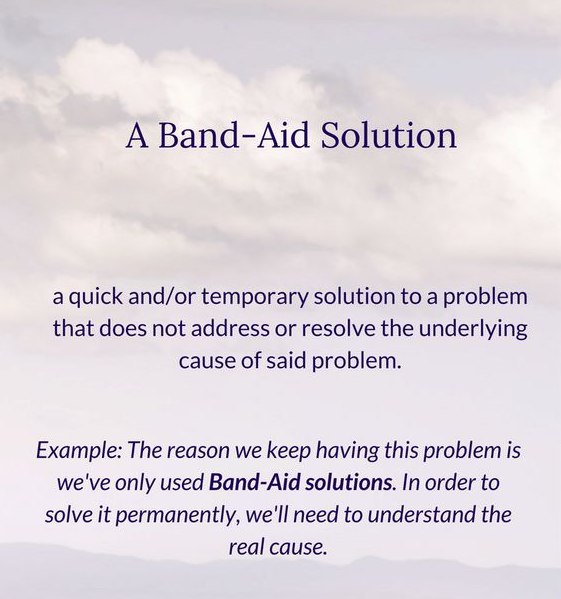 A Band-Aid Solution
a quick and/or temporary solution to a problem
that does not address or resolve the underlying
cause of said problem.
Example: The reason we keep having this problem is
we've only used Band-Aid solutions. In order to
solve it permanently, we'll need to understand the
real cause.